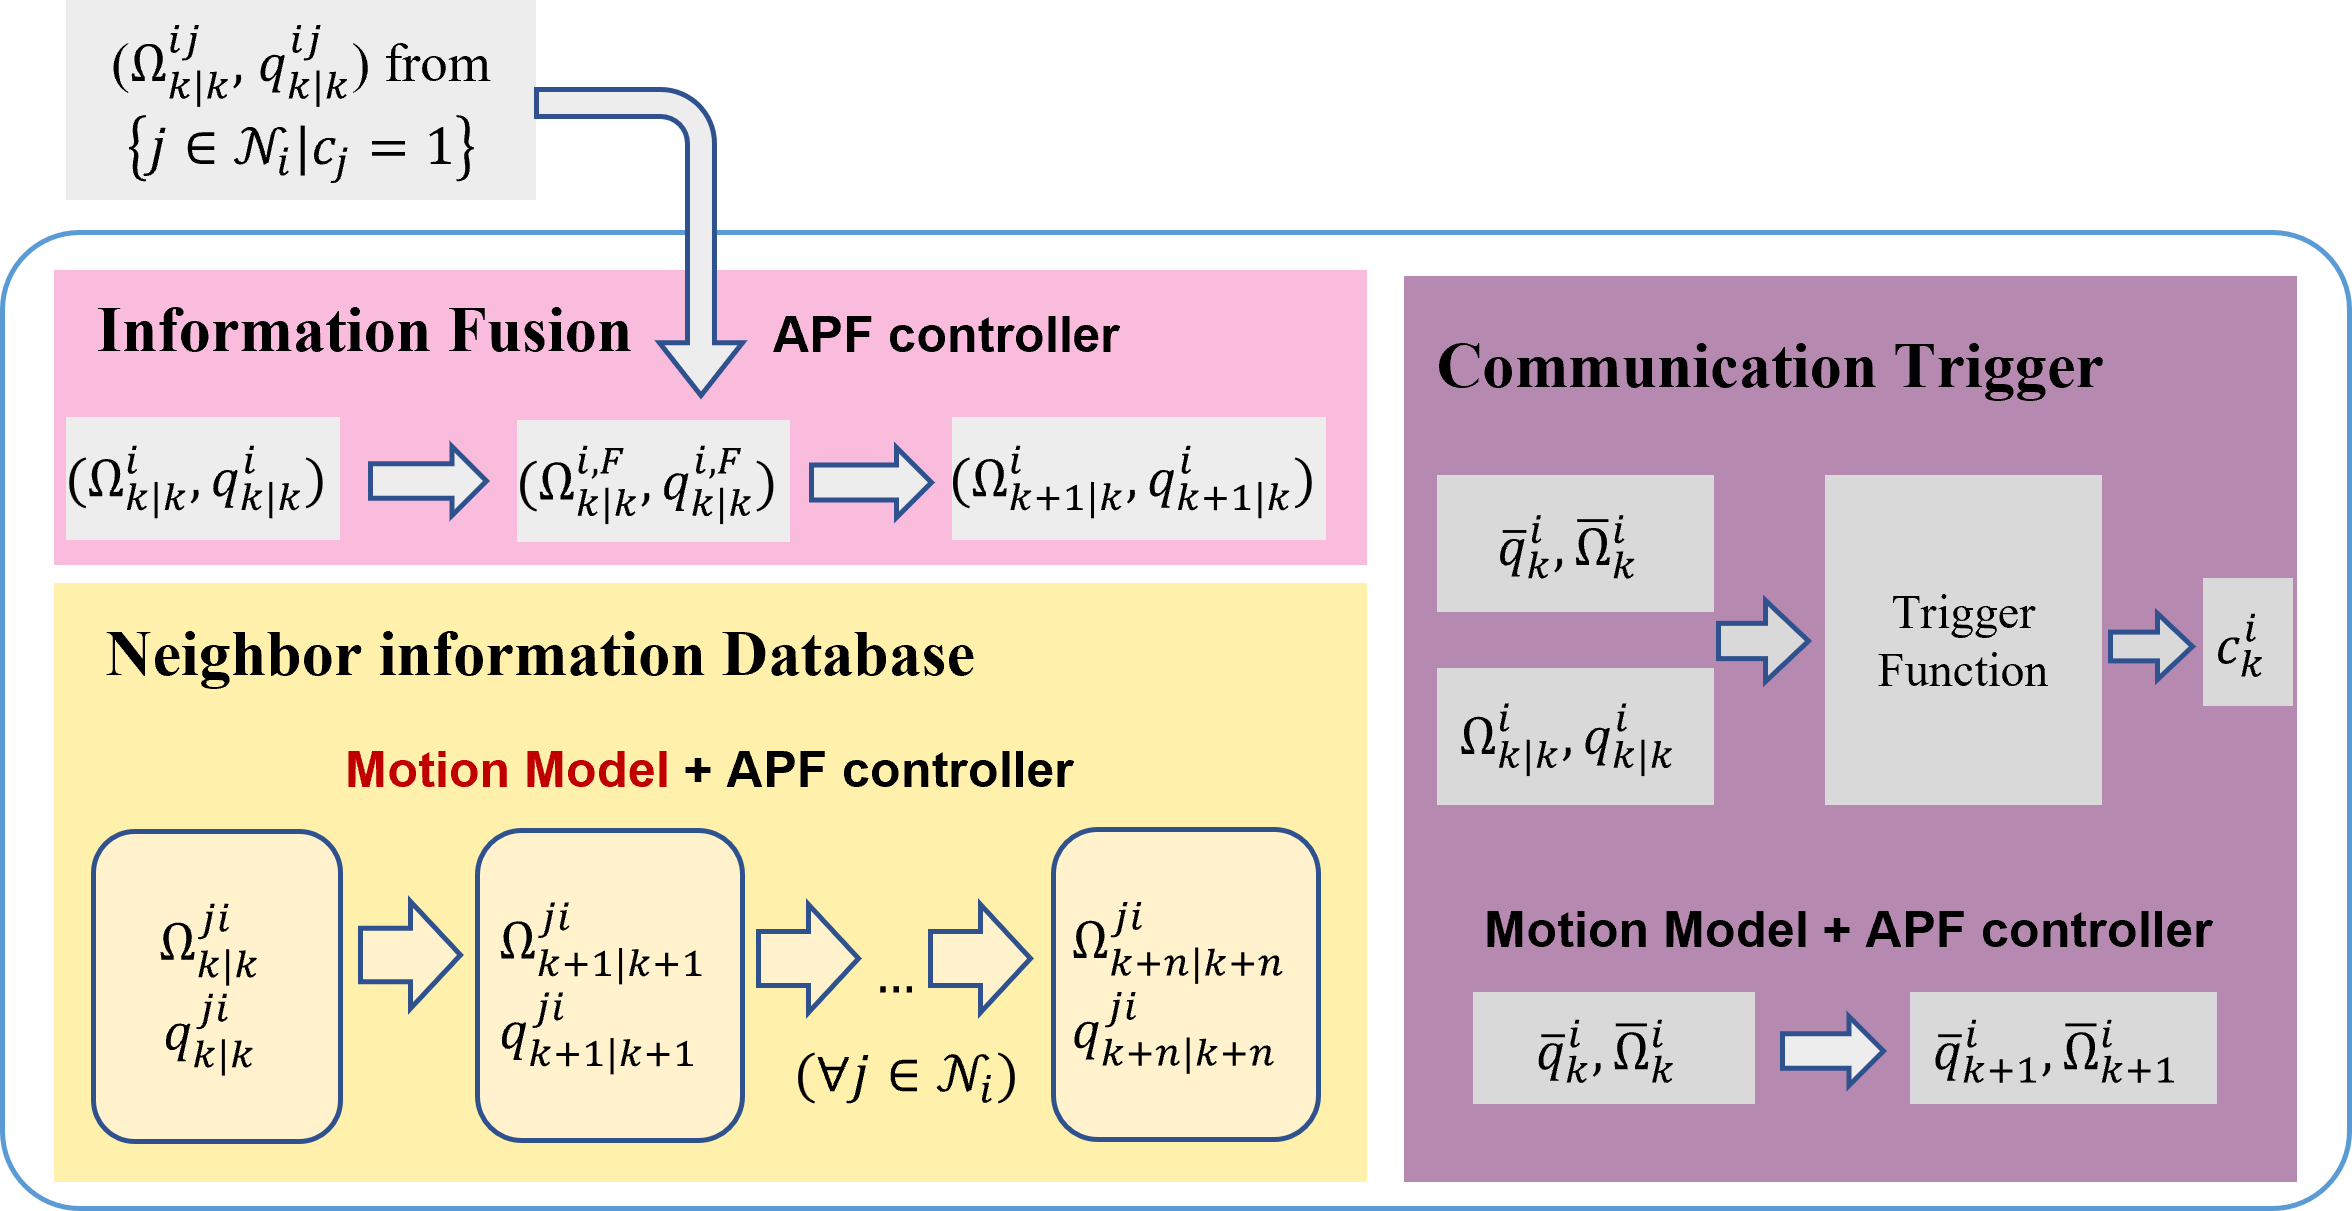 (Ω^{ij}_{k|k}, q^{ij}_{k|k}) from
{j ∈ 𝒩_i|c_j = 1}
Information Fusion
APF controller
(Ω^i_{k|k}, q^i_{k|k})
(Ω^{i,F}_{k|k}, q^{i,F}_{k|k})
(Ω^i_{k+1|k}, q^i_{k+1|k})
Neighbor information Database
Motion Model + APF controller
Ω^{ji}_{k|k}
q^{ji}_{k|k}
Ω^{ji}_{k+1|k+1}
q^{ji}_{k+1|k+1}
...
(∀j ∈ 𝒩_i)
Ω^{ji}_{k+n|k+n}
q^{ji}_{k+n|k+n}
Communication Trigger
q̅^i_k, Ω̅^i_k
Ω^i_{k|k}, q^i_{k|k}
Trigger
Function
c^i_k
Motion Model + APF controller
q̅^i_k, Ω̅^i_k
q̅^i_{k+1}, Ω̅^i_{k+1}